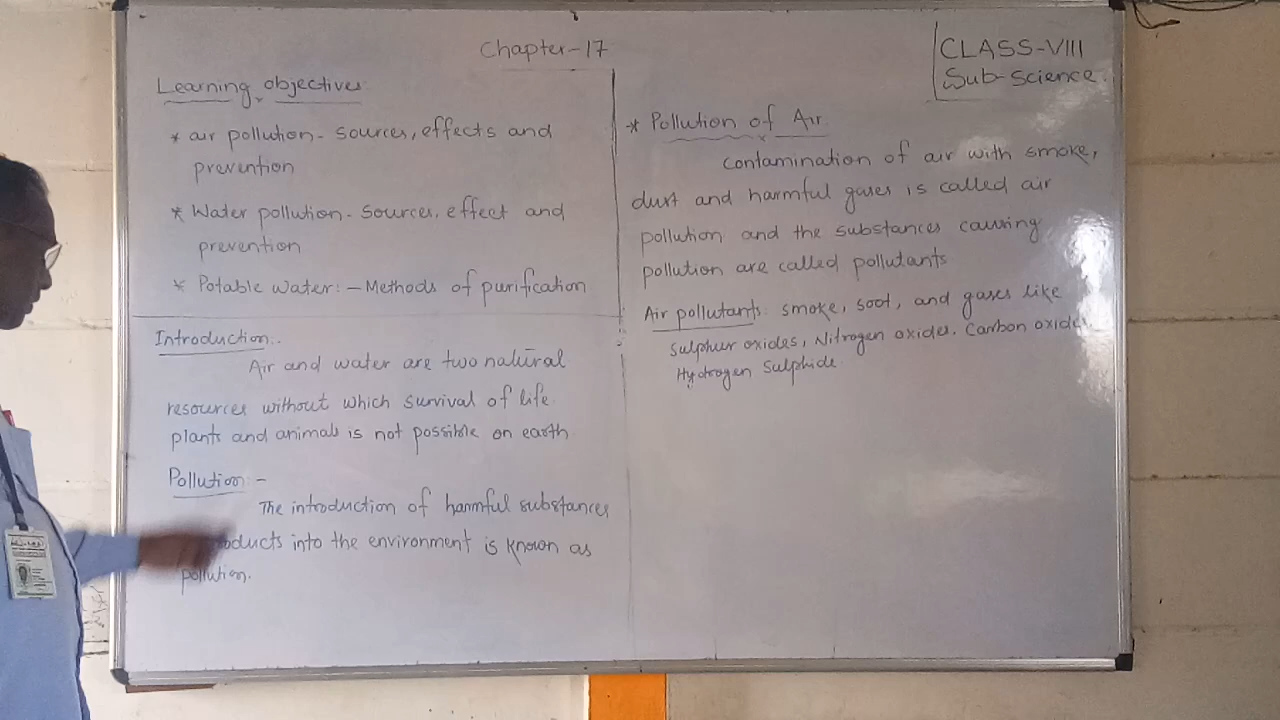 Chapter-17
CLASS-VIII
Sub-Science.
Learning objectives
* air pollution - sources, effects and
prevention
* Water pollution - sources, effect and
prevention
* Potable water :- Methods of purification
Introduction:.
Air and water are two natural
resources without which survival of life.
plants and animals is not possible on earth
Pollution :-
The introduction of harmful substances
into the environment is known as
pollution.
* Pollution of Air.
Contamination of air with smoke,
dust and harmful gases is called air
pollution and the substances causing
pollution are called pollutants
Air pollutants: smoke, soot, and gases like
Sulphur oxides, Nitrogen oxides. Carbon oxide
Hydrogen Sulphide.